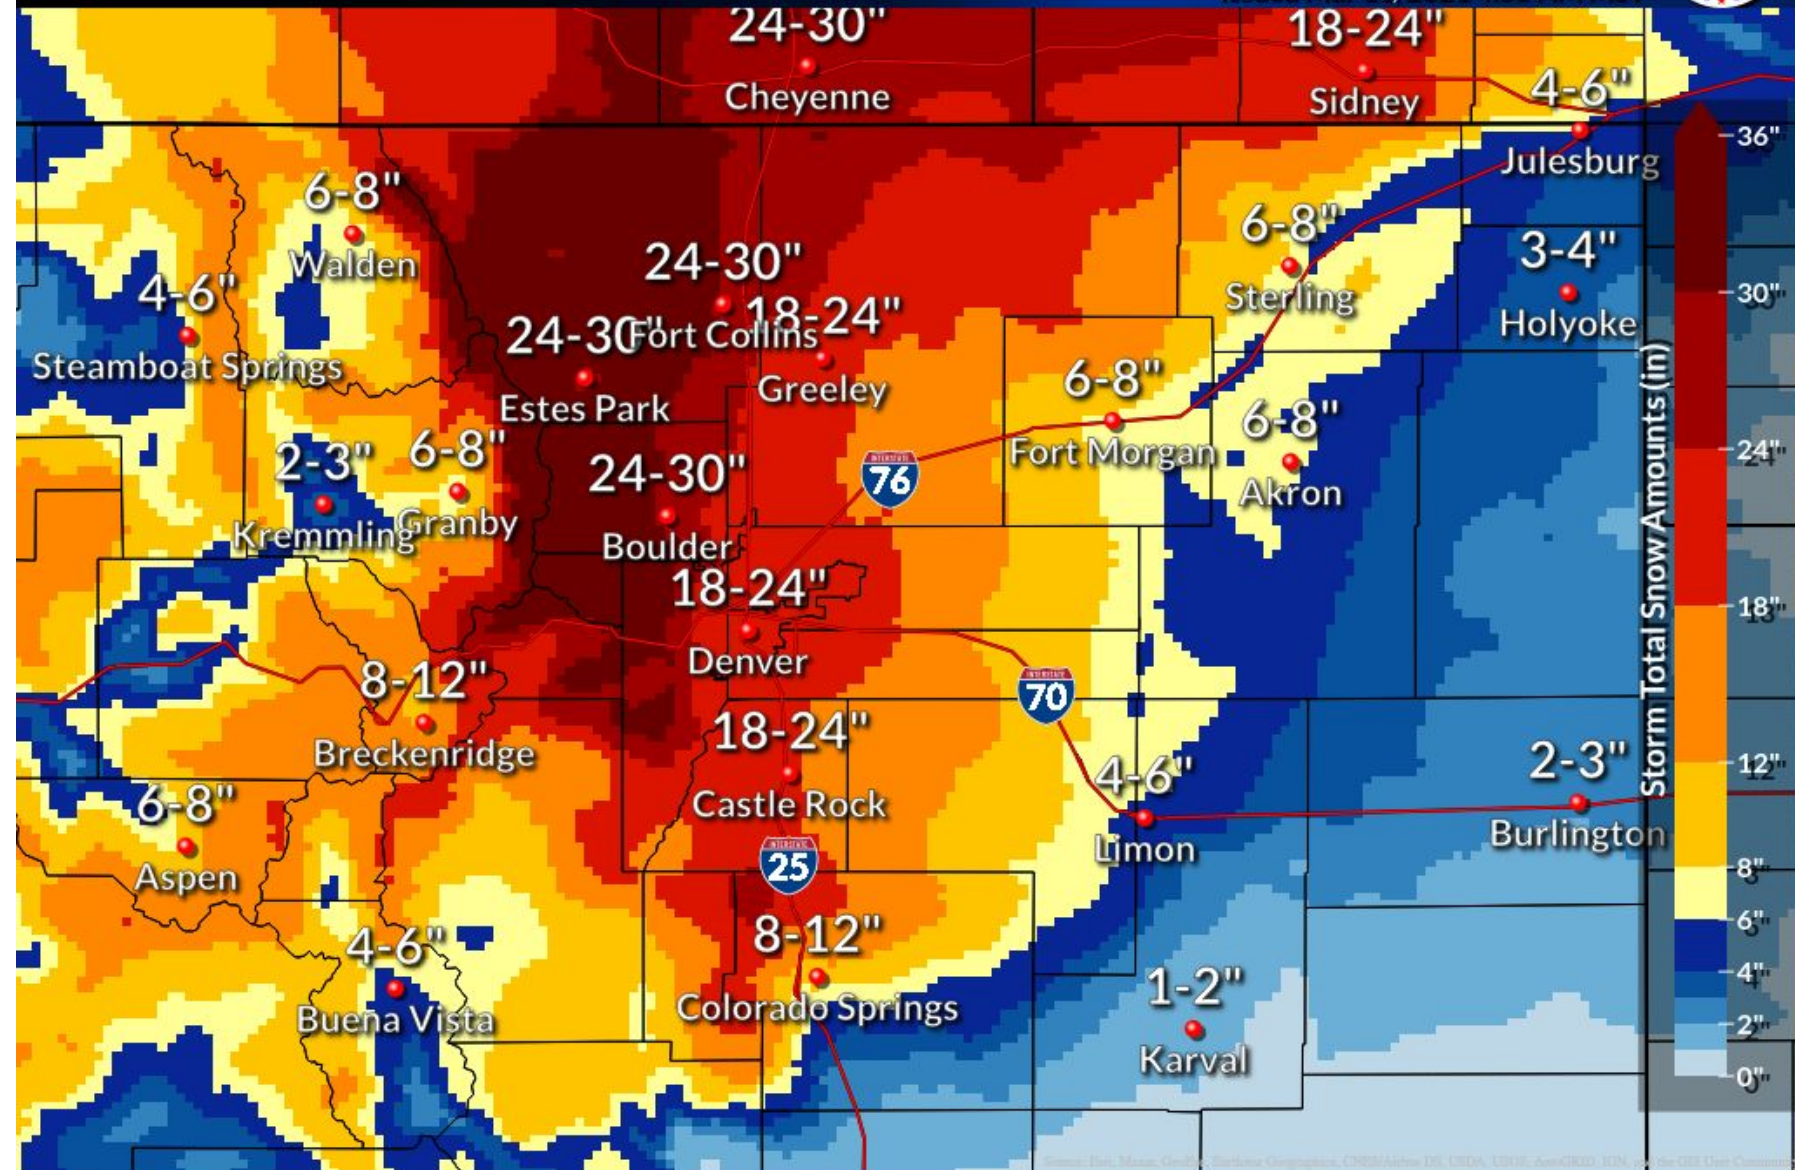 24-30"
Cheyenne
18-24"
Sidney
4-6"
Julesburg
6-8"
Walden
6-8"
Sterling
3-4"
Holyoke
4-6"
Steamboat Springs
24-30"
Fort Collins
18-24"
Greeley
24-30"
Estes Park
6-8"
Fort Morgan
6-8"
Akron
2-3"
Kremmling
6-8"
Granby
24-30"
Boulder
INTERSTATE
76
18-24"
Denver
8-12"
Breckenridge
INTERSTATE
70
18-24"
Castle Rock
4-6"
Limon
2-3"
Burlington
6-8"
Aspen
INTERSTATE
25
8-12"
Colorado Springs
4-6"
Buena Vista
1-2"
Karval
Storm Total Snow Amounts (in)
36"
30"
24"
18"
12"
8"
6"
4"
2"
0"